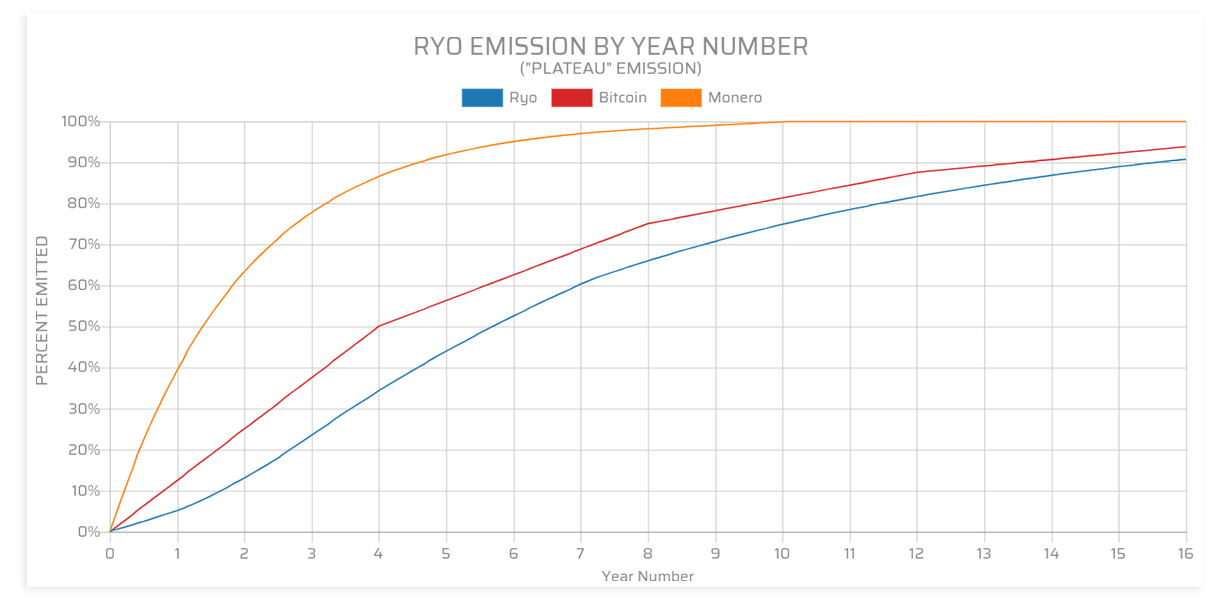 RYO EMISSION BY YEAR NUMBER
("PLATEAU" EMISSION)
Ryo Bitcoin Monero
PERCENT EMITTED
100%
90%
80%
70%
60%
50%
40%
30%
20%
10%
0%
0 1 2 3 4 5 6 7 8 9 10 11 12 13 14 15 16
Year Number